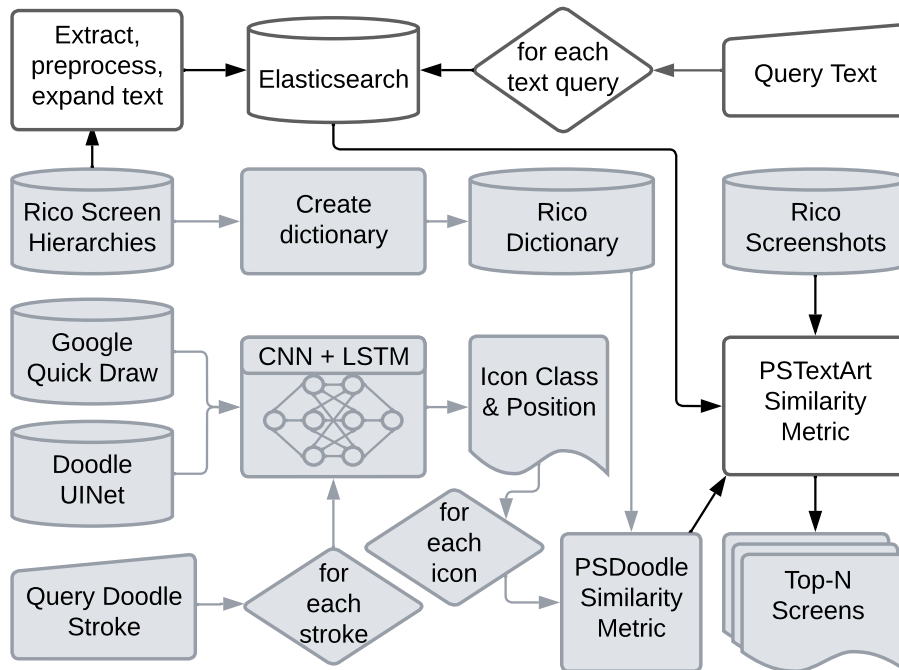 Extract,
preprocess,
expand text
Elasticsearch
for each
text query
Query Text
Rico Screen
Hierarchies
Create
dictionary
Rico
Dictionary
Rico
Screenshots
Google
Quick Draw
CNN + LSTM
Icon Class
& Position
PSTextArt
Similarity
Metric
Doodle
UINet
for
each
icon
Query Doodle
Stroke
for
each
stroke
PSDoodle
Similarity
Metric
Top-N
Screens